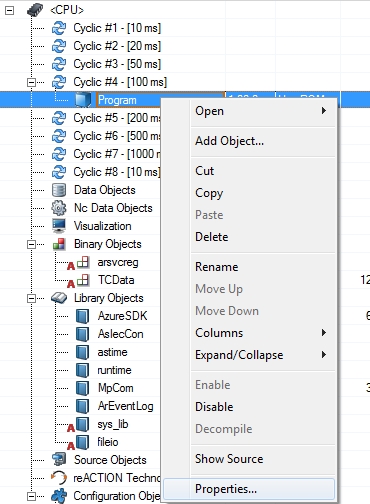 <CPU>
Cyclic #1 - [10 ms]
Cyclic #2 - [20 ms]
Cyclic #3 - [50 ms]
Cyclic #4 - [100 ms]
Program
Cyclic #5 - [200 ms
Cyclic #6 - [500 ms
Cyclic #7 - [1000 m
Cyclic #8 - [10 ms]
Data Objects
Nc Data Objects
Visualization
Binary Objects
arsvcreg
TCData
Library Objects
AzureSDK
AsIecCon
astime
runtime
MpCom
ArEventLog
sys_lib
fileio
Source Objects
reACTION Techno
Configuration Obje
Open
Add Object...
Cut
Copy
Paste
Delete
Rename
Move Up
Move Down
Columns
Expand/Collapse
Enable
Disable
Decompile
Show Source
Properties...